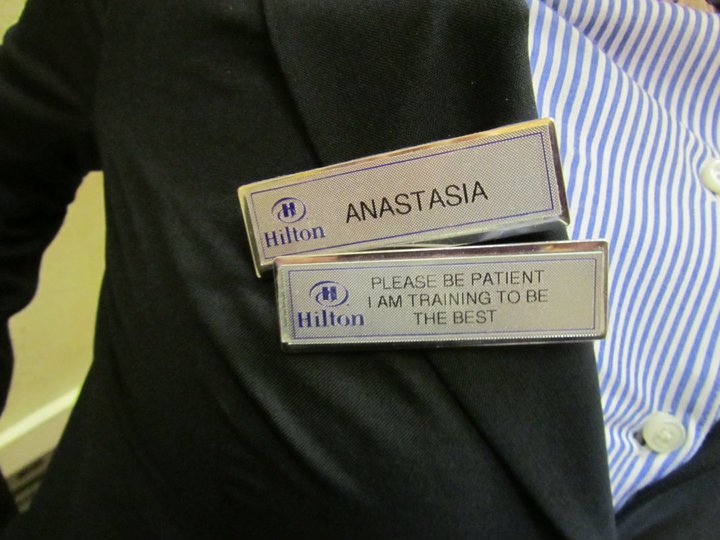 ANASTASIA
Hilton
PLEASE BE PATIENT
I AM TRAINING TO BE
THE BEST
Hilton